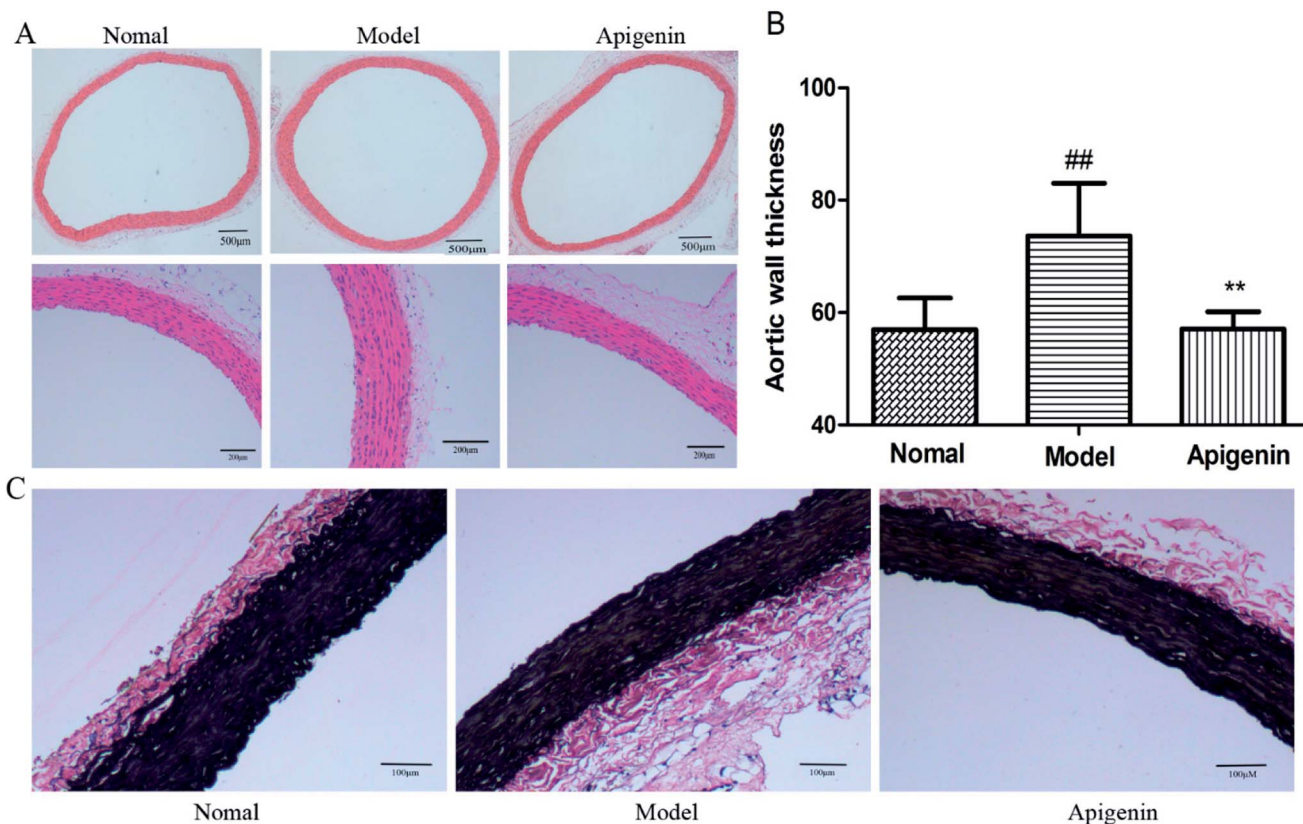 A
Nomal
Model
Apigenin
500μm
500μm
500μm
200μm
200μm
200μm
B
Aortic wall thickness
100
80
60
40
##
**
Nomal
Model
Apigenin
C
100μm
100μm
100μM
Nomal
Model
Apigenin